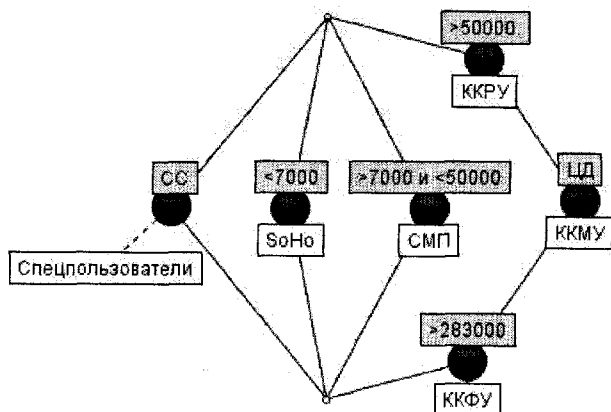 >50000
ККРУ
СС
<7000
>7000 и <50000
ЦД
SoHo
СМП
ККМУ
Спецпользователи
>283000
ККФУ